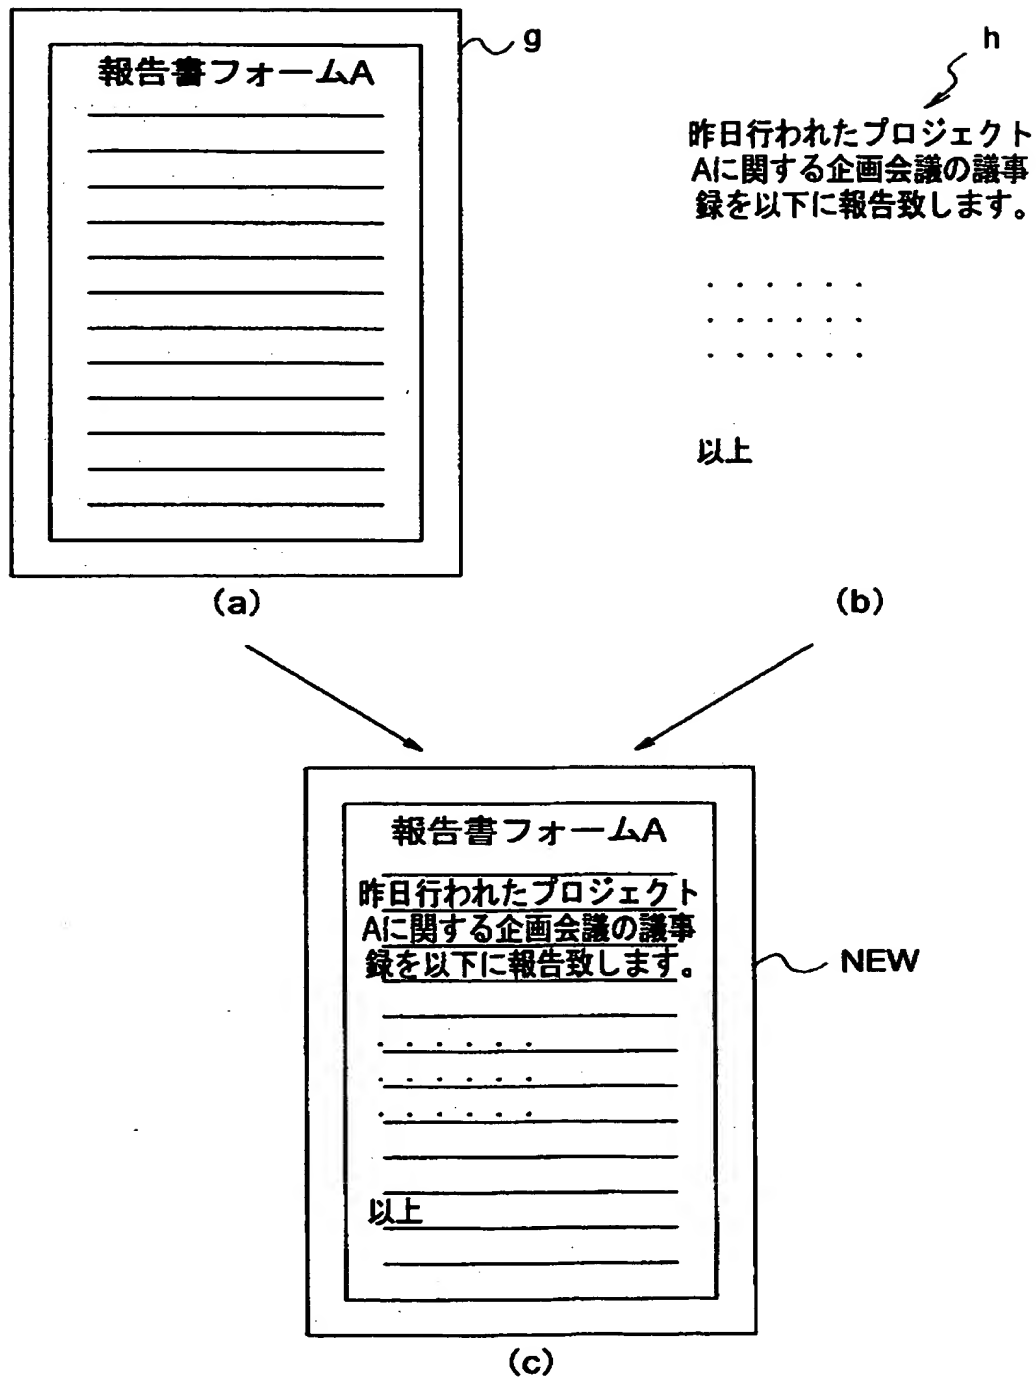 g
報告書フォームA
(a)
h
昨日行われたプロジェクト
Aに関する企画会議の議事
録を以下に報告致します。
. . . . . .
. . . . . .
. . . . . .
以上
(b)
報告書フォームA
昨日行われたプロジェクト
Aに関する企画会議の議事
録を以下に報告致します。
. . . . . .
. . . . . .
. . . . . .
以上
NEW
(c)